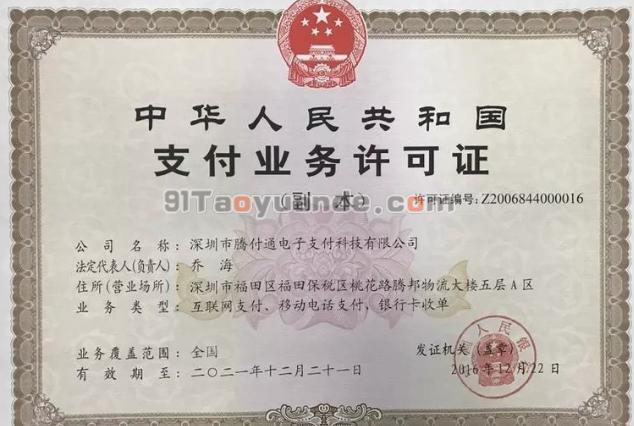 中华人民共和国
支付业务许可证
91Taoyuande.com
(副 本)
许可证编号: Z2006844000016
公 司 名 称: 深圳市腾付通电子支付科技有限公司
法定代表人(负责人): 乔 海
住所(营业场所): 深圳市福田区福田保税区桃花路腾邦物流大楼五层A区
业 务 类 型: 互联网支付、移动电话支付、银行卡收单
业务覆盖范围: 全国
发证机关 (盖章)
有 效 期 至: 二〇二一年十二月二十一日
2016年12月22日